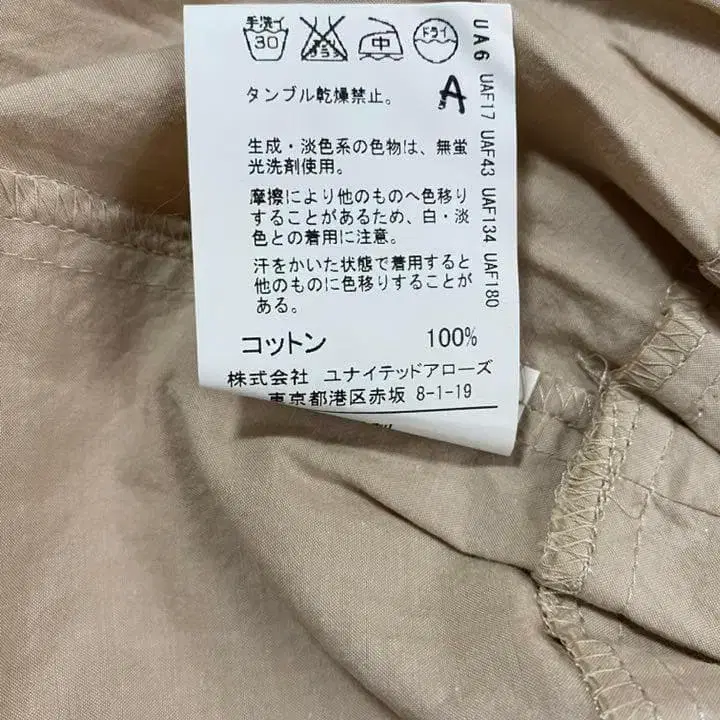 手洗イ 30 中 ドライ
タンブル乾燥禁止。 A
生成・淡色系の色物は、無蛍
光洗剤使用。
摩擦により他のものへ色移り
することがあるため、白・淡
色との着用に注意。
汗をかいた状態で着用すると
他のものに色移りすることが
ある。
コットン 100%
株式会社 ユナイテッドアローズ
東京都港区赤坂 8-1-19
UA6 UAF17 UAF43 UAF134 UAF180